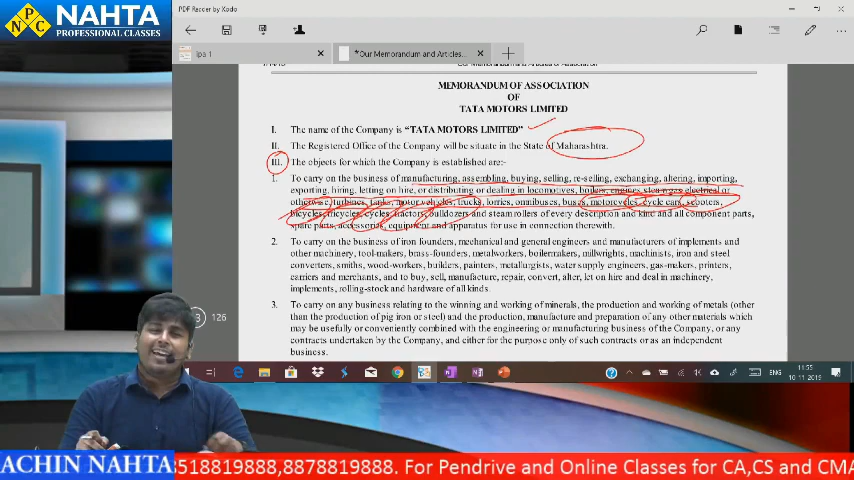 NPC
NAHTA
PROFESSIONAL CLASSES
PDF Reader by Xodo
ipa 1
*Our Memorandum and Articles...
MEMORANDUM OF ASSOCIATION
OF
TATA MOTORS LIMITED
I. The name of the Company is “TATA MOTORS LIMITED”
II. The Registered Office of the Company will be situate in the State of Maharashtra.
III. The objects for which the Company is established are:-
1. To carry on the business of manufacturing, assembling, buying, selling, re-selling, exchanging, altering, importing,
exporting, hiring, letting on hire, or distributing or dealing in locomotives, boilers, engines, steam gas electrical or
otherwise, turbines, tanks, motor vehicles, trucks, lorries, omnibuses, buses, motorcycles, cycle cars, scooters,
bicycles, tricycles, cycles, tractors, bulldozers and steam rollers of every description and kind and all component parts,
spare parts, accessories, equipment and apparatus for use in connection therewith.
2. To carry on the business of iron founders, mechanical and general engineers and manufacturers of implements and
other machinery, tool-makers, brass-founders, metalworkers, boilermakers, millwrights, machinists, iron and steel
converters, smiths, wood-workers, builders, painters, metallurgists, water supply engineers, gas-makers, printers,
carriers and merchants, and to buy, sell, manufacture, repair, convert, alter, let on hire and deal in machinery,
implements, rolling-stock and hardware of all kinds.
3. To carry on any business relating to the winning and working of minerals, the production and working of metals (other
than the production of pig iron or steel) and the production, manufacture and preparation of any other materials which
may be usefully or conveniently combined with the engineering or manufacturing business of the Company, or any
contracts undertaken by the Company, and either for the purpose only of such contracts or as an independent
business.
3 126
ENG
11:55
10-11-2019
ACHIN NAHTA
8518819888,8878819888. For Pendrive and Online Classes for CA,CS and CMA